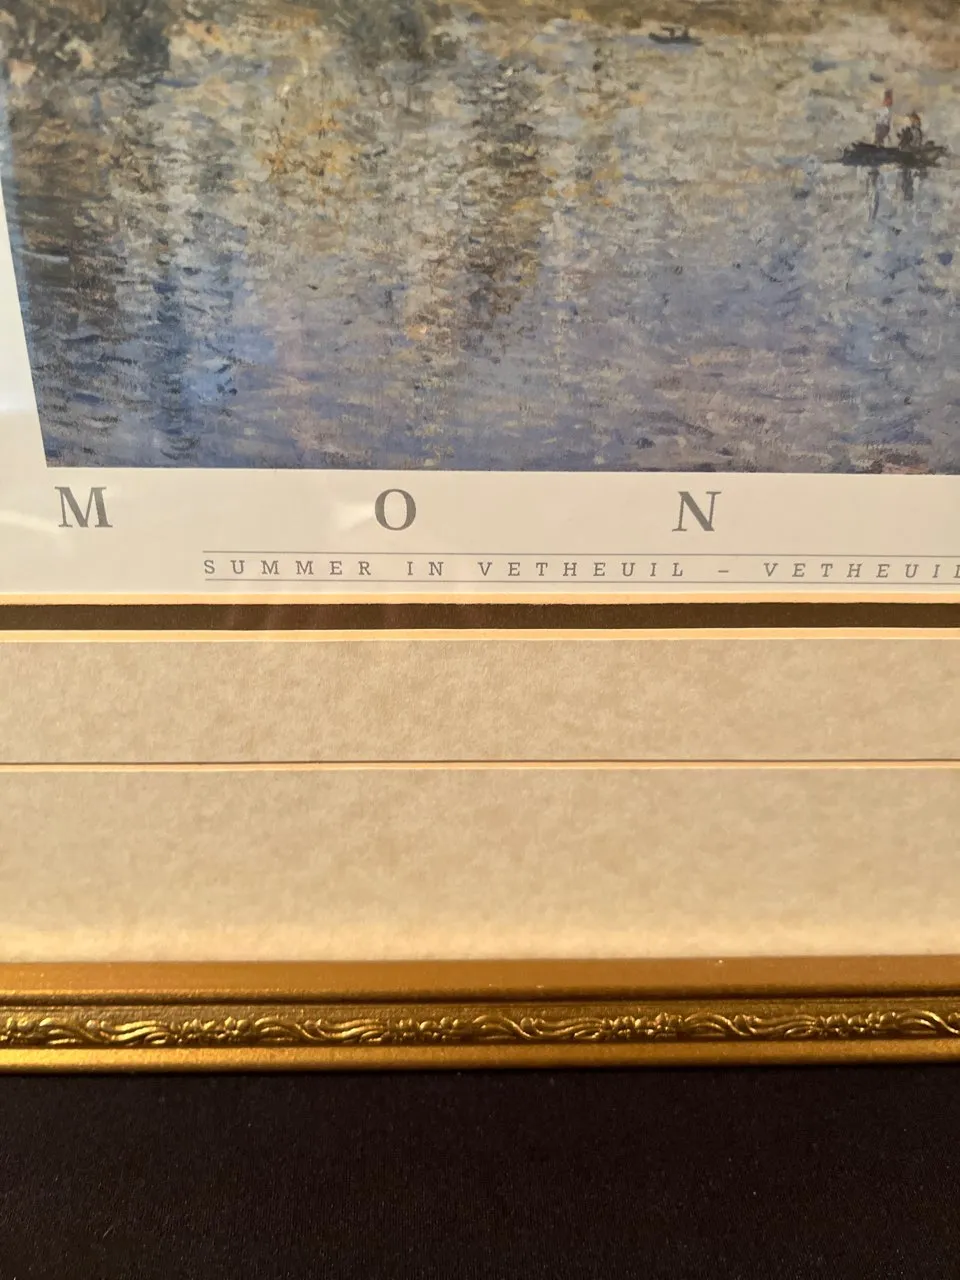 M O N
SUMMER IN VETHEUIL – VETHEUIL